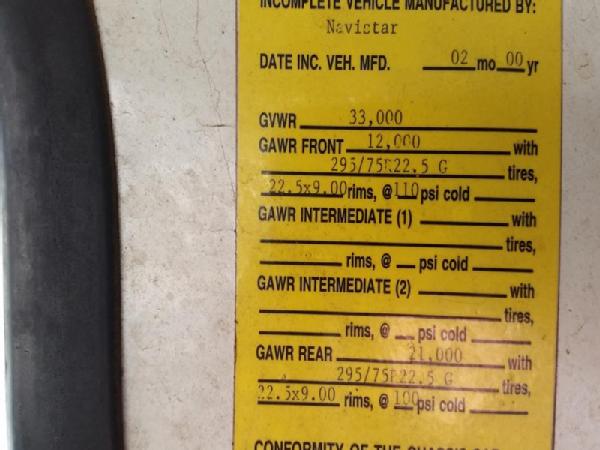 INCOMPLETE VEHICLE MANUFACTURED BY:
Navistar
DATE INC. VEH. MFD. 02 mo 00 yr
GVWR 33,000
GAWR FRONT 12,000 with
295/75R22.5 G tires,
22.5x9.00 rims, @ 110 psi cold
GAWR INTERMEDIATE (1) with
tires,
rims, @ psi cold
GAWR INTERMEDIATE (2) with
tires,
rims, @ psi cold
GAWR REAR 21,000 with
295/75R22.5 G tires,
22.5x9.00 rims, @ 100 psi cold
CONFORMITY OF THE CHASSIS